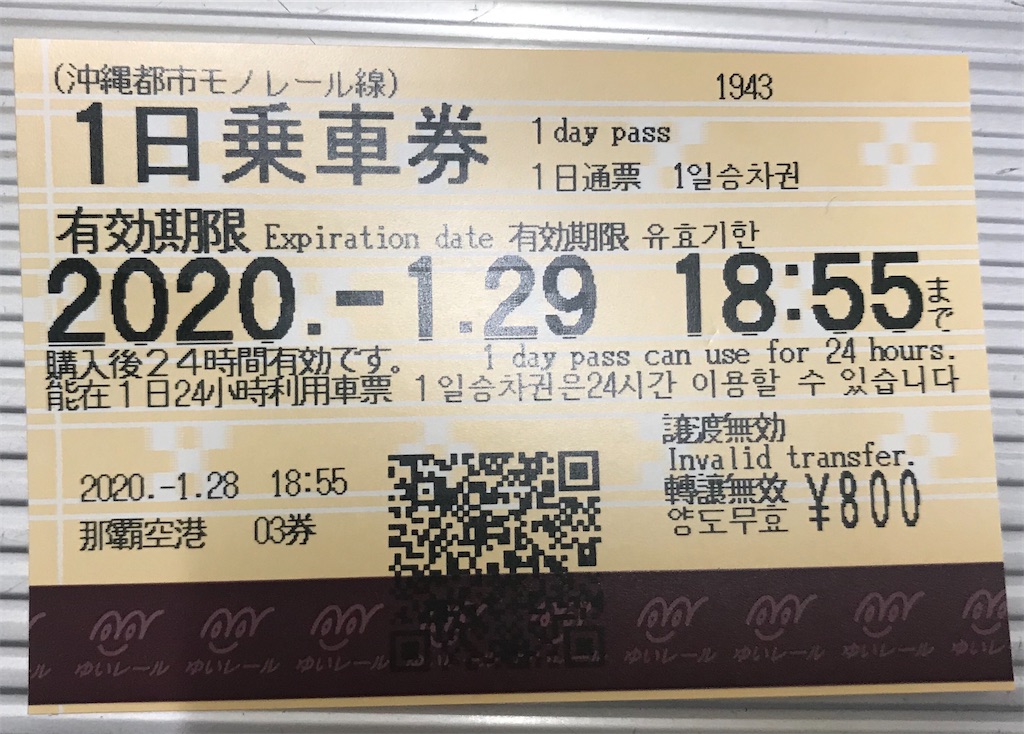 (沖縄都市モノレール線) 1943
1日乗車券 1 day pass
1日通票 1일승차권
有効期限 Expiration date 有効期限 유효기한
2020.-1.29 18:55まで
購入後24時間有効です。 1 day pass can use for 24 hours.
能在1日24小時利用車票 1일승차권은24시간 이용할 수 있습니다
譲渡無効
Invalid transfer.
轉讓無效
양도무효 ¥800
2020.-1.28 18:55
那覇空港 03券
ゆいレール ゆいレール ゆいレール ゆいレール ゆいレール ゆいレール